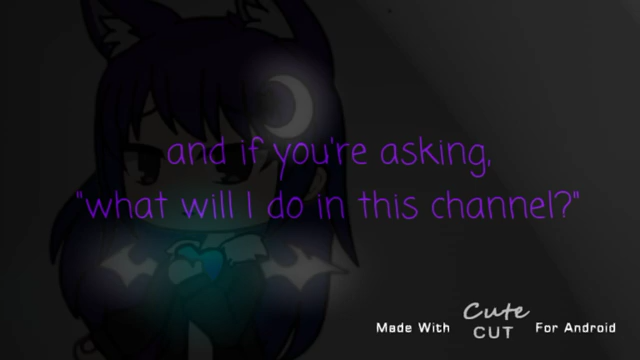 and if you're asking,
"what will I do in this channel?"
Made With Cute CUT For Android